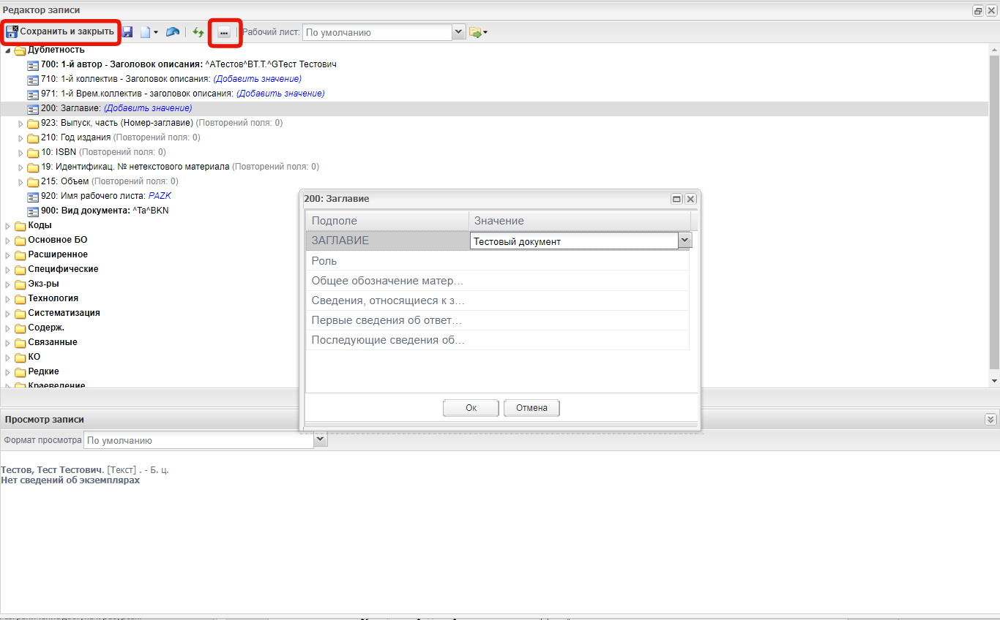 Редактор записи
Сохранить и закрыть ... Рабочий лист: По умолчанию
Дублетность
700: 1-й автор - Заголовок описания: ^AТестов^BТ.Т.^GТест Тестович
710: 1-й коллектив - Заголовок описания: (Добавить значение)
971: 1-й Врем.коллектив - заголовок описания: (Добавить значение)
200: Заглавие: (Добавить значение)
923: Выпуск, часть (Номер-заглавие) (Повторений поля: 0)
210: Год издания (Повторений поля: 0)
10: ISBN (Повторений поля: 0)
19: Идентификац. № нетекстового материала (Повторений поля: 0)
215: Объем (Повторений поля: 0)
920: Имя рабочего листа: PAZK
900: Вид документа: ^Ta^BKN
Коды
Основное БО
Расширенное
Специфические
Экз-ры
Технология
Систематизация
Содерж.
Связанные
КО
Редкие
Краеведение
200: Заглавие
Подполе Значение
ЗАГЛАВИЕ Тестовый документ
Роль
Общее обозначение матер...
Сведения, относящиеся к з...
Первые сведения об ответ...
Последующие сведения об...
Ок Отмена
Просмотр записи
Формат просмотра По умолчанию
Тестов, Тест Тестович. [Текст] . - Б. ц.
Нет сведений об экземплярах